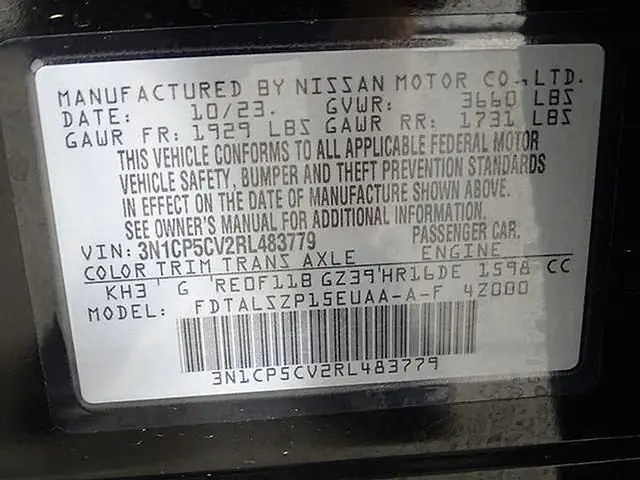 MANUFACTURED BY NISSAN MOTOR CO.,LTD.
DATE: 10/23. GVWR: 3660 LBS
GAWR FR: 1929 LBS GAWR RR: 1731 LBS
THIS VEHICLE CONFORMS TO ALL APPLICABLE FEDERAL MOTOR
VEHICLE SAFETY, BUMPER AND THEFT PREVENTION STANDARDS
IN EFFECT ON THE DATE OF MANUFACTURE SHOWN ABOVE.
SEE OWNER'S MANUAL FOR ADDITIONAL INFORMATION.
VIN: 3N1CP5CV2RL483779 PASSENGER CAR.
COLOR TRIM TRANS AXLE ENGINE
KH3 G RE0F11B GZ39 HR16DE 1598 CC
MODEL: FDTALSZP15EUAA-A-F 42000
3N1CP5CV2RL483779